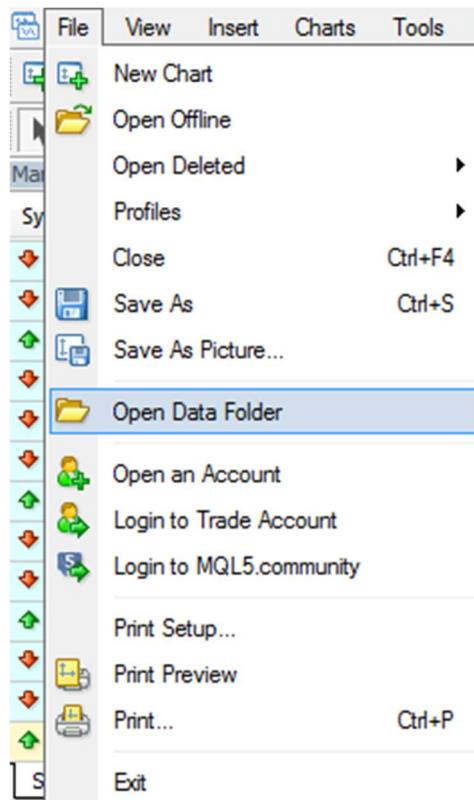 File View Insert Charts Tools
New Chart
Open Offline
Open Deleted
Mar
Profiles
Sy
Close Ctrl+F4
Save As Ctrl+S
Save As Picture...
Open Data Folder
Open an Account
Login to Trade Account
Login to MQL5.community
Print Setup...
Print Preview
Print... Ctrl+P
S
Exit